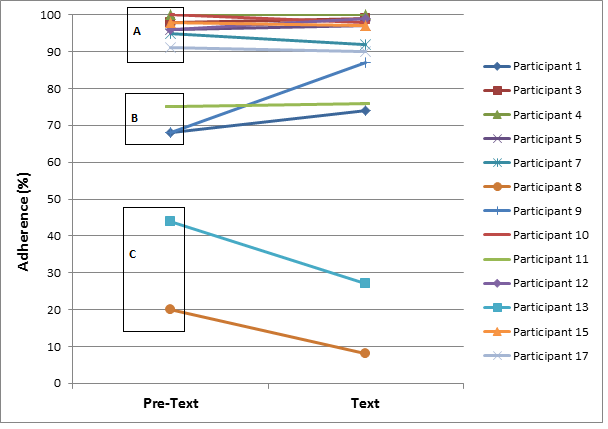 100
90
80
70
60
50
40
30
20
10
0
Adherence (%)
A
B
C
Pre-Text
Text
Participant 1
Participant 3
Participant 4
Participant 5
Participant 7
Participant 8
Participant 9
Participant 10
Participant 11
Participant 12
Participant 13
Participant 15
Participant 17